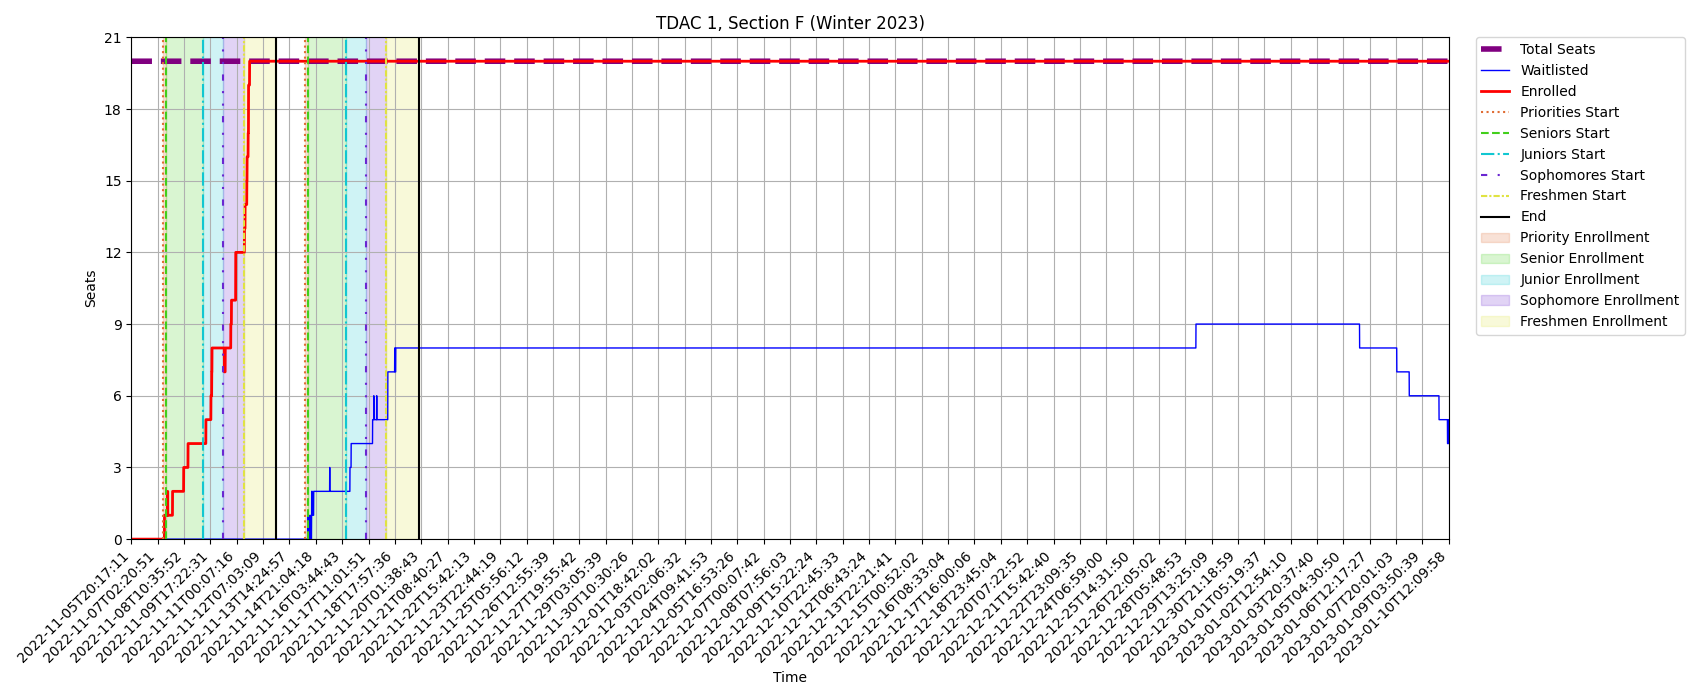 TDAC 1, Section F (Winter 2023)
21
18
15
12
9
6
3
0
Seats
2022-11-05T20:17:11
2022-11-07T02:20:51
2022-11-08T10:35:52
2022-11-09T17:22:31
2022-11-11T00:07:16
2022-11-12T07:03:09
2022-11-13T14:24:57
2022-11-14T21:04:18
2022-11-16T03:44:43
2022-11-17T11:01:51
2022-11-18T17:57:36
2022-11-20T01:38:43
2022-11-21T08:40:27
2022-11-22T15:42:13
2022-11-23T22:44:19
2022-11-25T05:56:12
2022-11-26T12:55:39
2022-11-27T19:55:42
2022-11-29T03:05:39
2022-11-30T10:30:26
2022-12-01T18:42:02
2022-12-03T02:06:32
2022-12-04T09:41:53
2022-12-05T16:53:26
2022-12-07T00:07:42
2022-12-08T07:56:03
2022-12-09T15:22:24
2022-12-10T22:45:33
2022-12-12T06:43:24
2022-12-13T22:21:41
2022-12-15T00:52:02
2022-12-16T08:33:04
2022-12-17T16:00:06
2022-12-18T23:45:04
2022-12-20T07:22:52
2022-12-21T15:42:40
2022-12-22T23:09:35
2022-12-24T06:59:00
2022-12-25T14:31:50
2022-12-26T22:05:02
2022-12-28T05:48:53
2022-12-29T13:25:09
2022-12-30T21:18:59
2023-01-01T05:19:37
2023-01-02T12:54:10
2023-01-03T20:37:40
2023-01-05T04:30:50
2023-01-06T12:17:27
2023-01-07T20:01:03
2023-01-09T03:50:39
2023-01-10T12:09:58
Time
Total Seats
Waitlisted
Enrolled
Priorities Start
Seniors Start
Juniors Start
Sophomores Start
Freshmen Start
End
Priority Enrollment
Senior Enrollment
Junior Enrollment
Sophomore Enrollment
Freshmen Enrollment